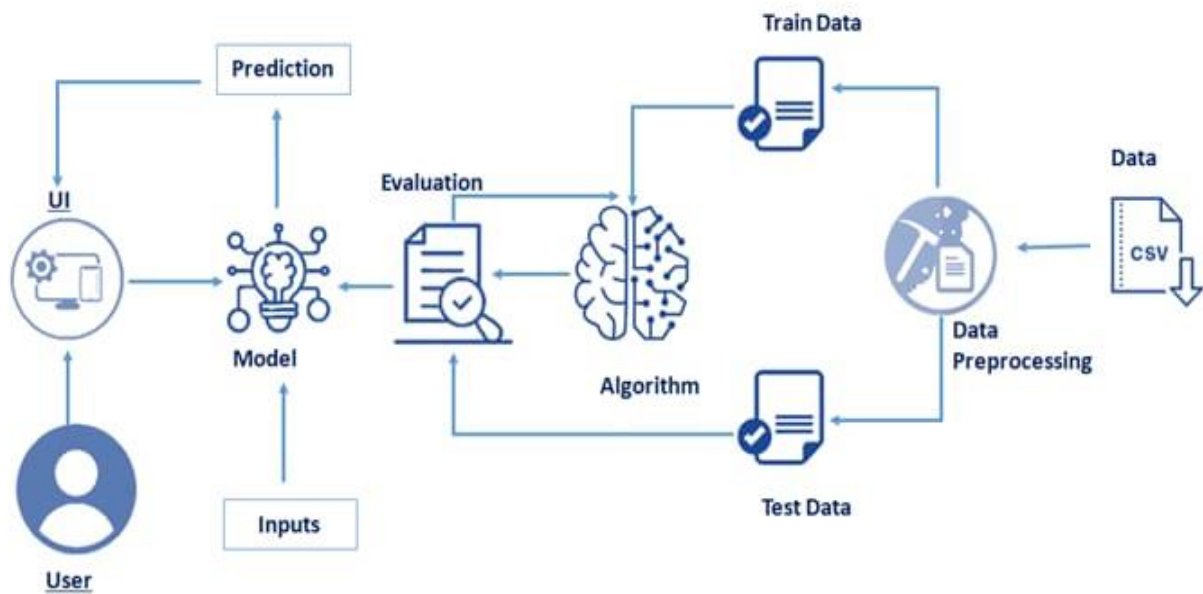 Train Data
Prediction
Data
Evaluation
UI
CSV
Model
Data
Preprocessing
Algorithm
Test Data
Inputs
User